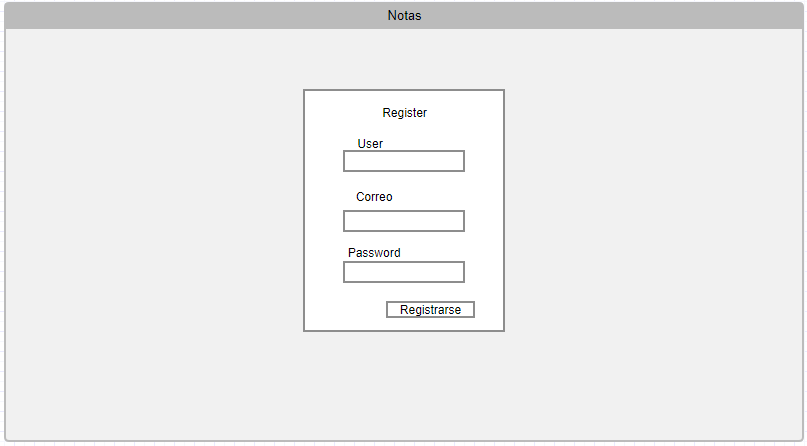 Notas
Register
User
Correo
Password
Registrarse